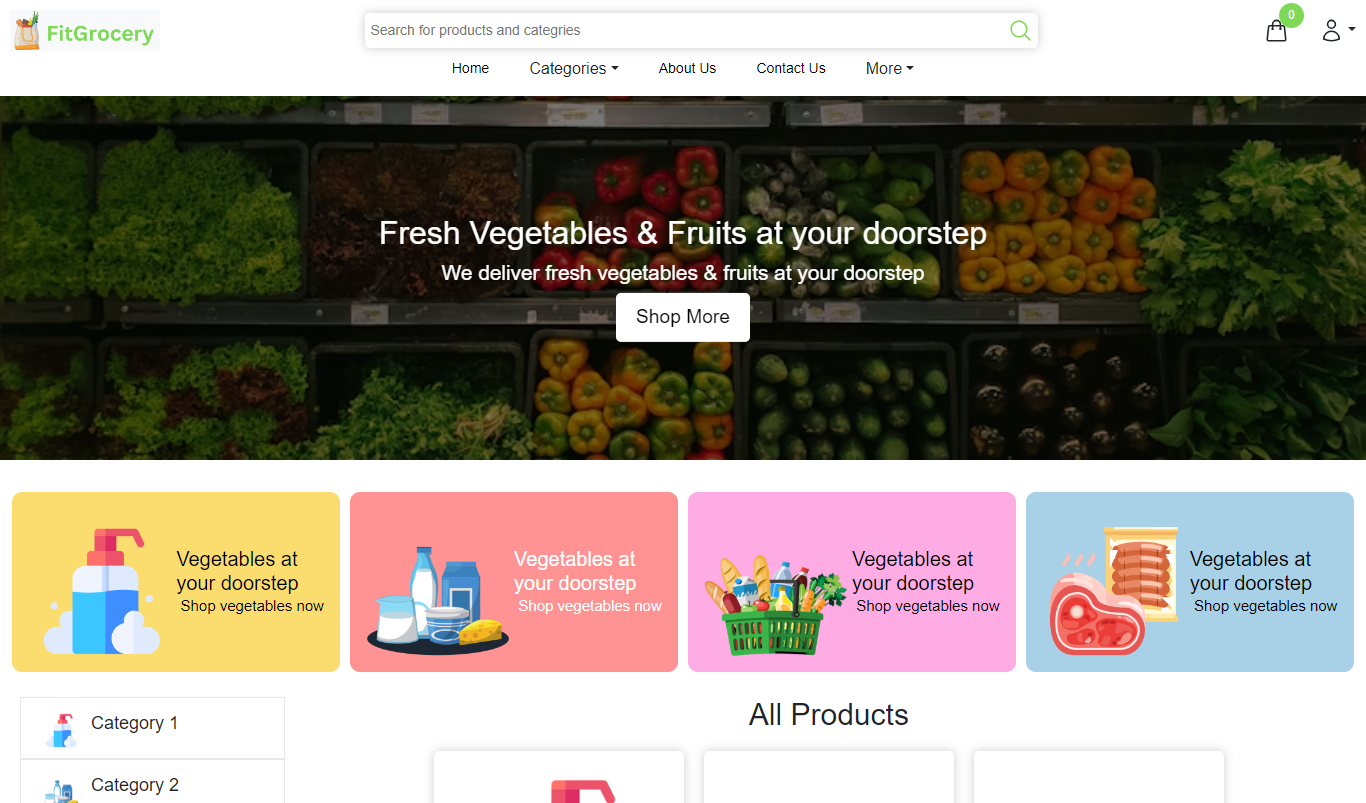 FitGrocery
Search for products and categries
0
Home
Categories
About Us
Contact Us
More
Fresh Vegetables & Fruits at your doorstep
We deliver fresh vegetables & fruits at your doorstep
Shop More
Vegetables at
your doorstep
Shop vegetables now
Vegetables at
your doorstep
Shop vegetables now
Vegetables at
your doorstep
Shop vegetables now
Vegetables at
your doorstep
Shop vegetables now
Category 1
Category 2
All Products